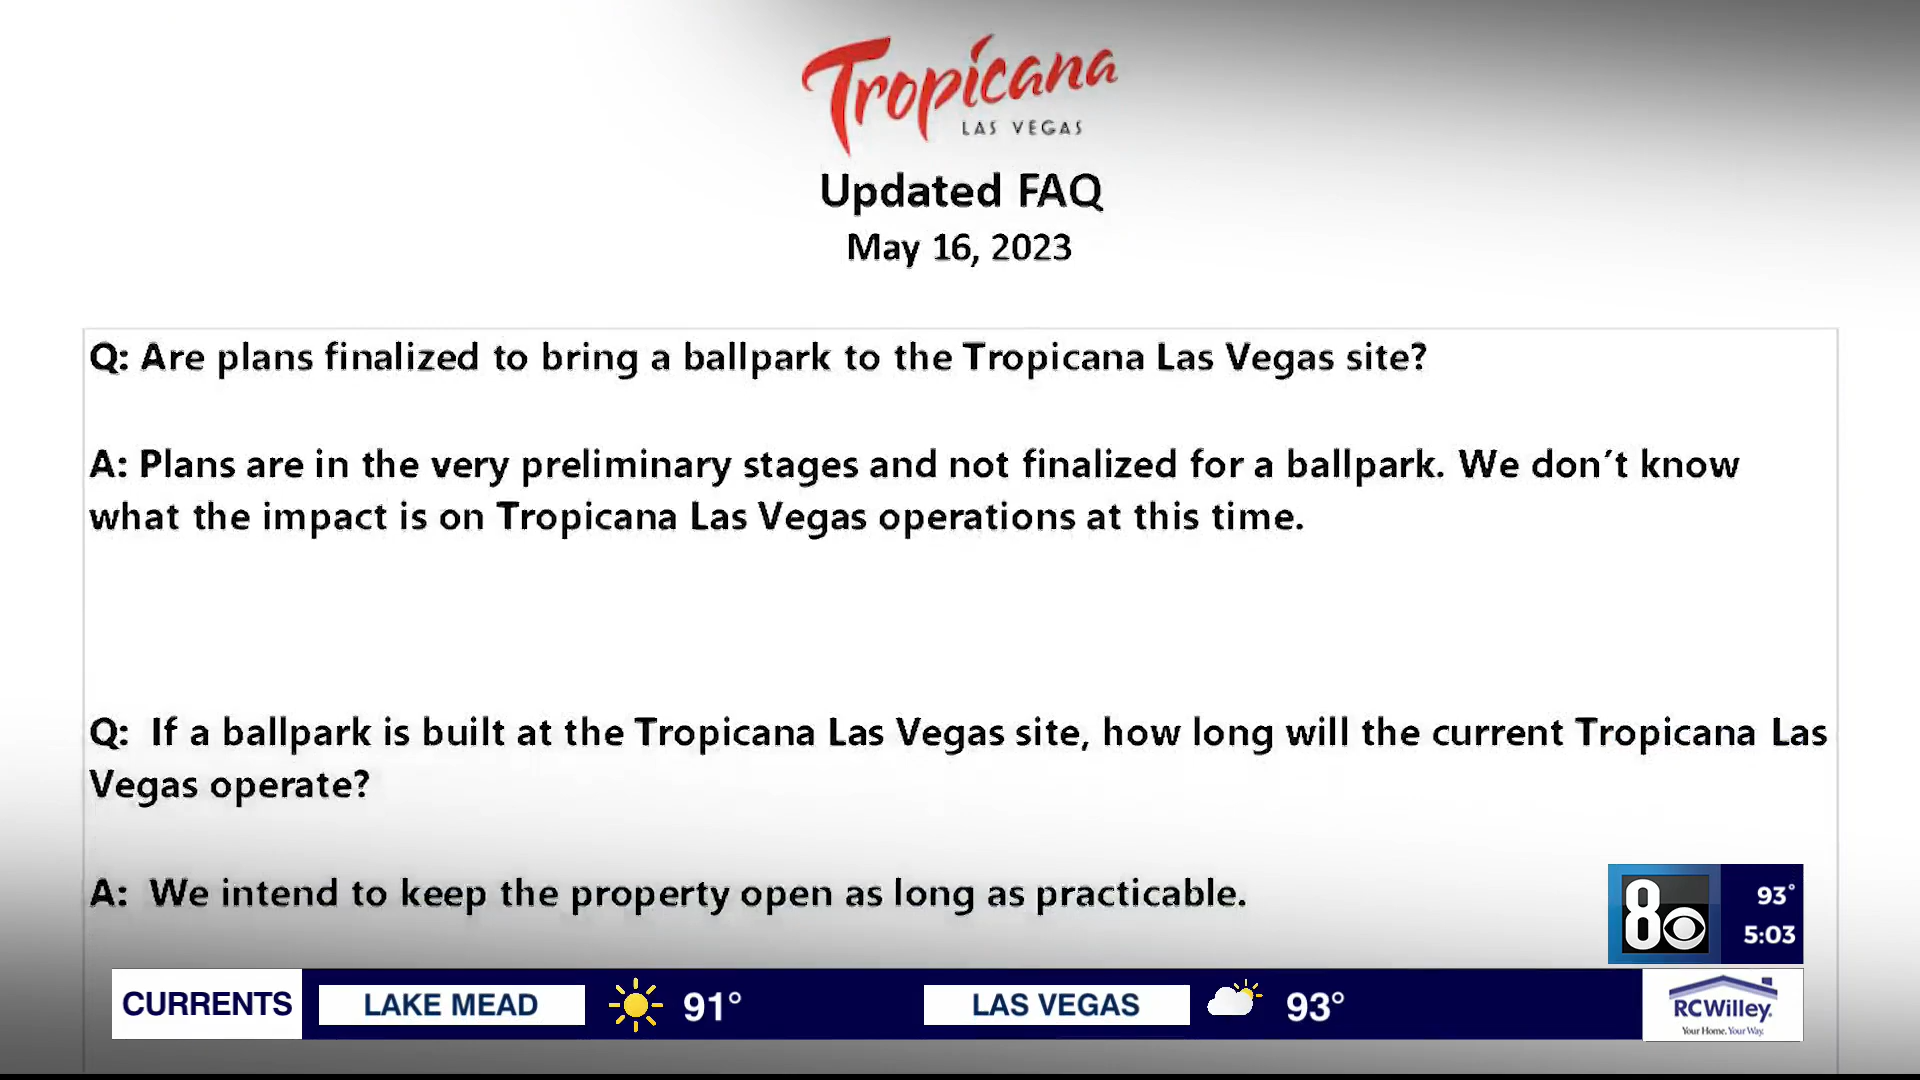 Tropicana
LAS VEGAS
Updated FAQ
May 16, 2023
Q: Are plans finalized to bring a ballpark to the Tropicana Las Vegas site?
A: Plans are in the very preliminary stages and not finalized for a ballpark. We don’t know
what the impact is on Tropicana Las Vegas operations at this time.
Q: If a ballpark is built at the Tropicana Las Vegas site, how long will the current Tropicana Las
Vegas operate?
A: We intend to keep the property open as long as practicable.
8
93°
5:03
CURRENTS
LAKE MEAD
91°
LAS VEGAS
93°
RCWilley.
Your Home. Your Way.